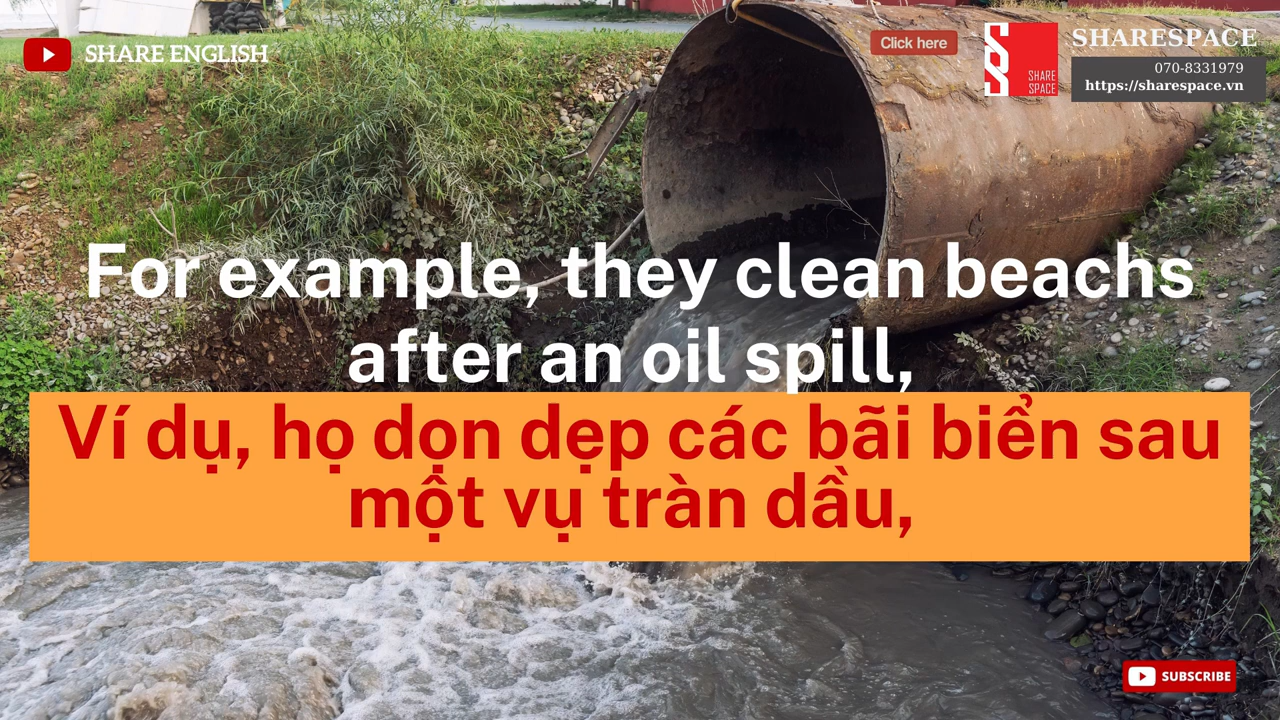 SHARE ENGLISH
Click here
SHARE
SPACE
SHARESPACE
070-8331979
https://sharespace.vn
For example, they clean beachs
after an oil spill,
Ví dụ, họ dọn dẹp các bãi biển sau
một vụ tràn dầu,
SUBSCRIBE